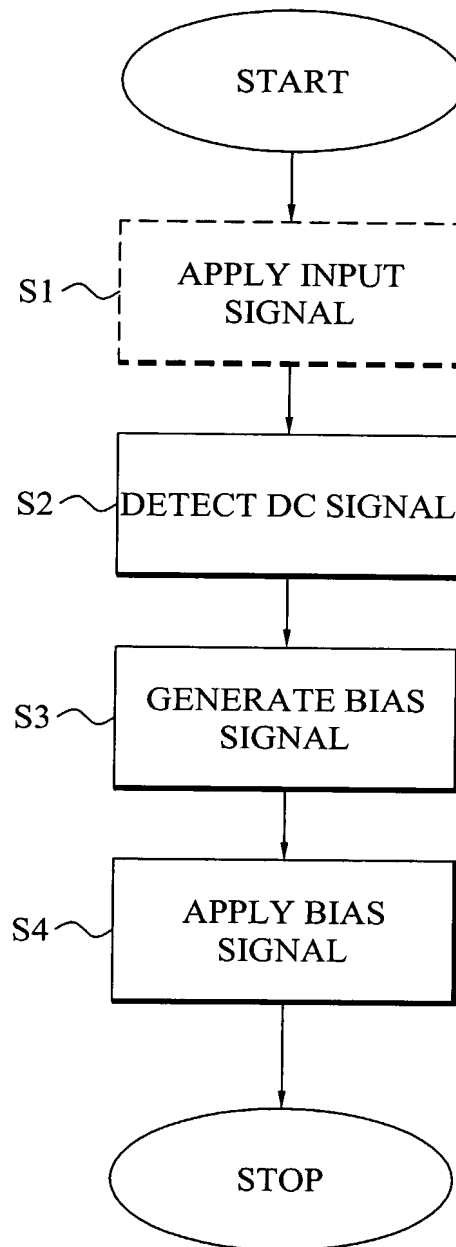 START
S1
APPLY INPUT
SIGNAL
S2
DETECT DC SIGNAL
S3
GENERATE BIAS
SIGNAL
S4
APPLY BIAS
SIGNAL
STOP